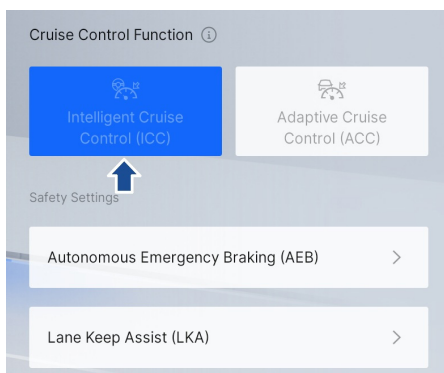 Cruise Control Function
Intelligent Cruise
Control (ICC)
Adaptive Cruise
Control (ACC)
Safety Settings
Autonomous Emergency Braking (AEB)
Lane Keep Assist (LKA)